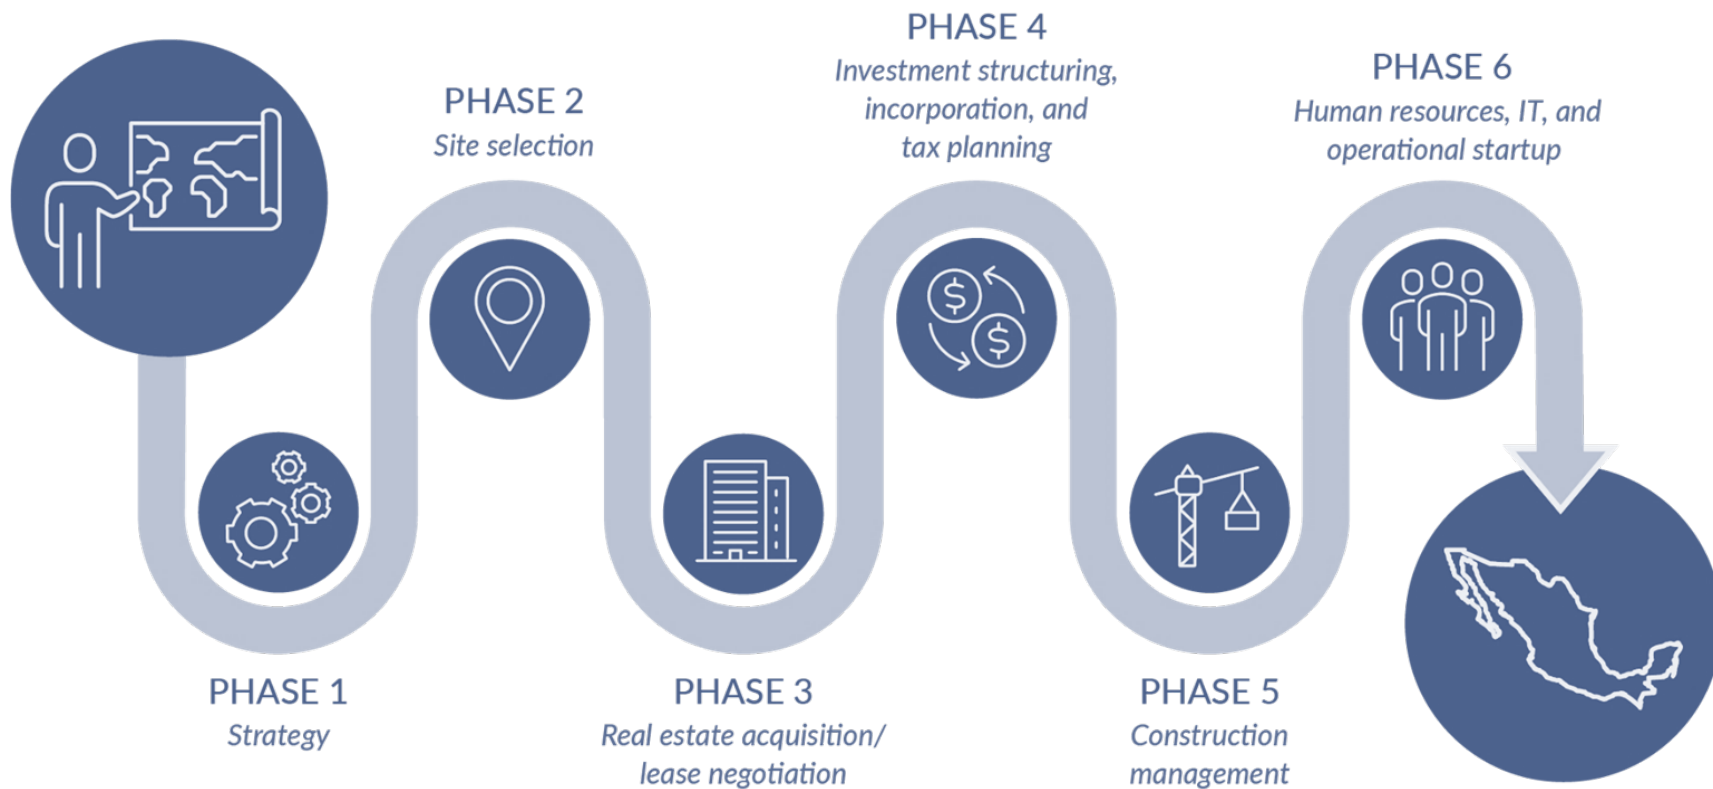 PHASE 1
Strategy
PHASE 2
Site selection
PHASE 3
Real estate acquisition/
lease negotiation
PHASE 4
Investment structuring,
incorporation, and
tax planning
PHASE 5
Construction
management
PHASE 6
Human resources, IT, and
operational startup